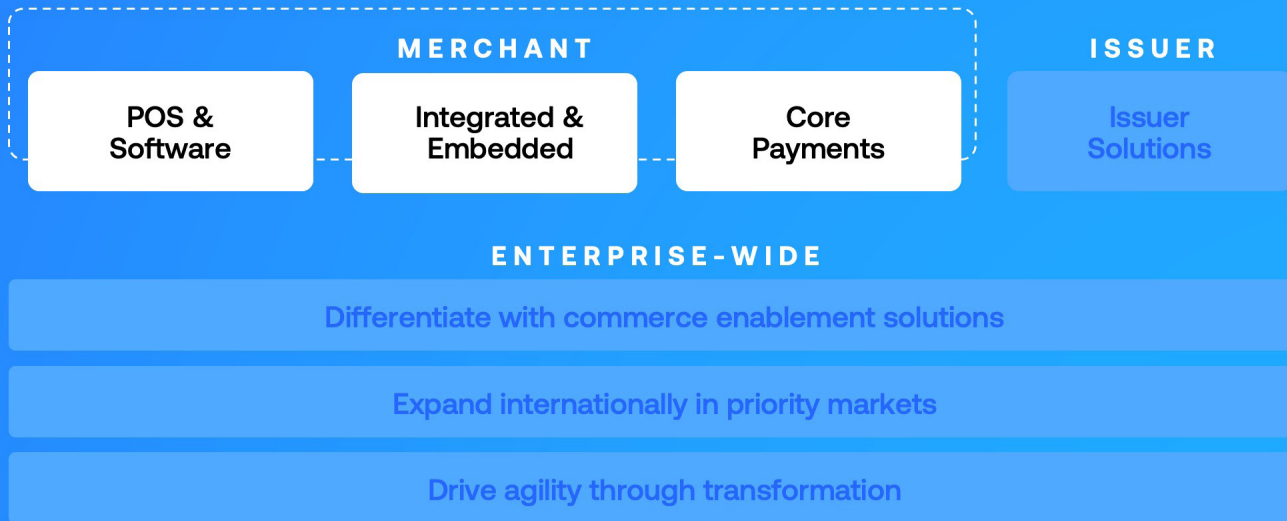 MERCHANT
ISSUER
POS &
Software
Integrated &
Embedded
Core
Payments
Issuer
Solutions
ENTERPRISE-WIDE
Differentiate with commerce enablement solutions
Expand internationally in priority markets
Drive agility through transformation